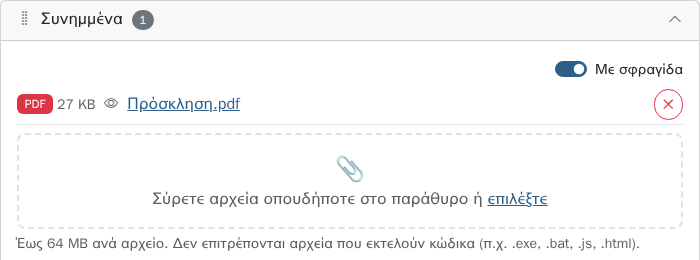 Συνημμένα 1
Με σφραγίδα
PDF 27 KB Πρόσκληση.pdf
Σύρετε αρχεία οπουδήποτε στο παράθυρο ή επιλέξτε
Έως 64 MB ανά αρχείο. Δεν επιτρέπονται αρχεία που εκτελούν κώδικα (π.χ. .exe, .bat, .js, .html).